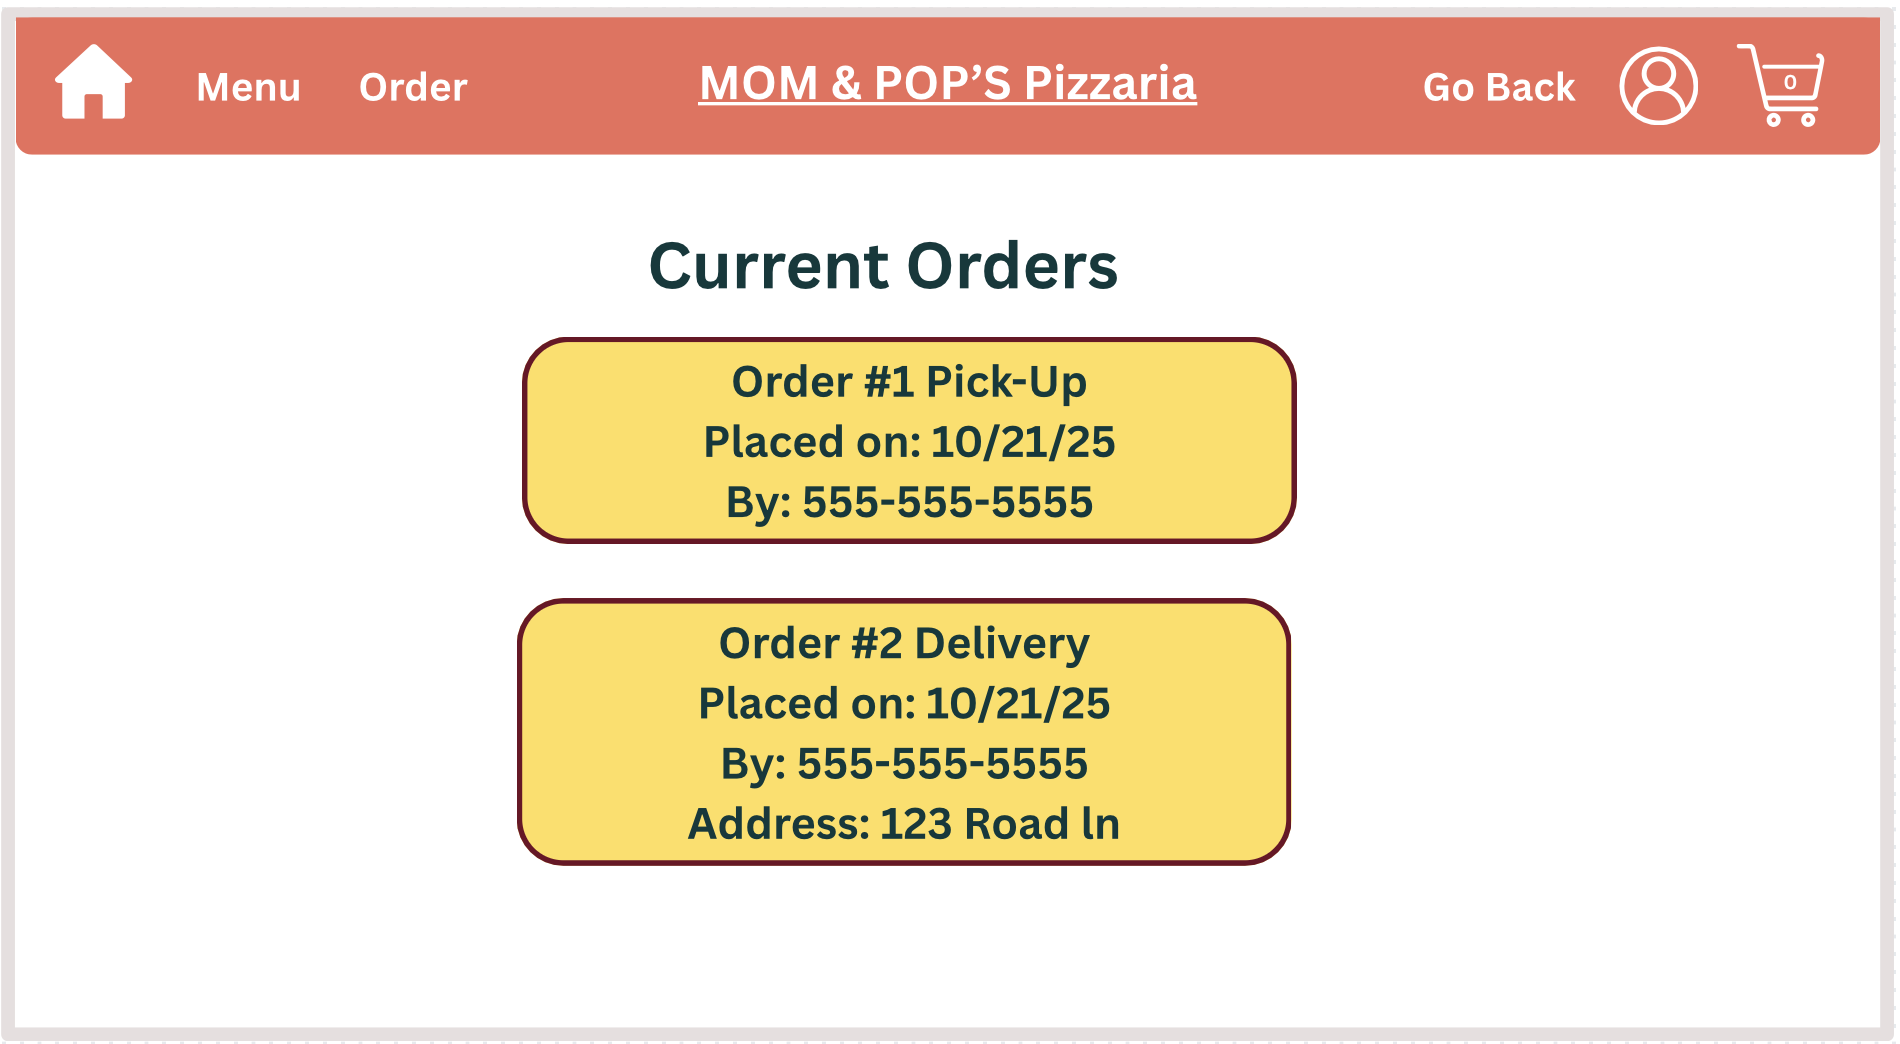 Menu Order MOM & POP’S Pizzaria Go Back 0
Current Orders
Order #1 Pick-Up
Placed on: 10/21/25
By: 555-555-5555
Order #2 Delivery
Placed on: 10/21/25
By: 555-555-5555
Address: 123 Road ln